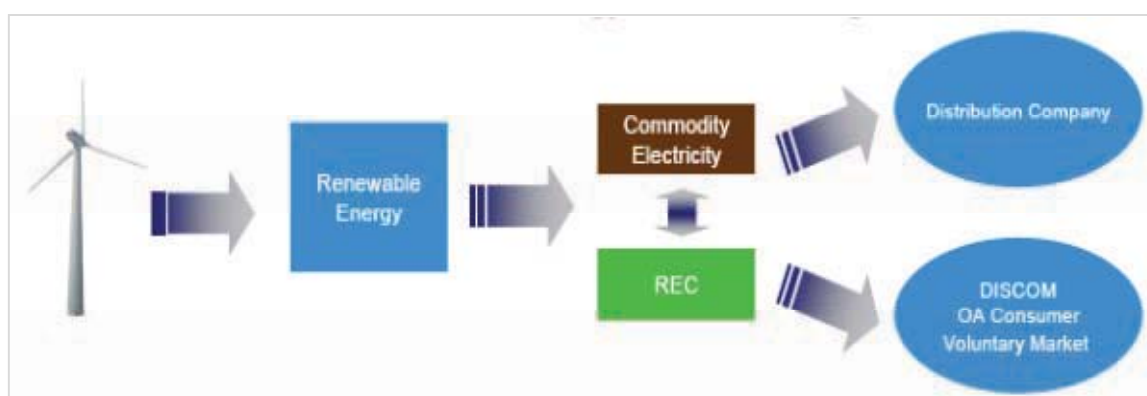 Renewable
Energy
Commodity
Electricity
REC
Distribution Company
DISCOM
OA Consumer
Voluntary Market